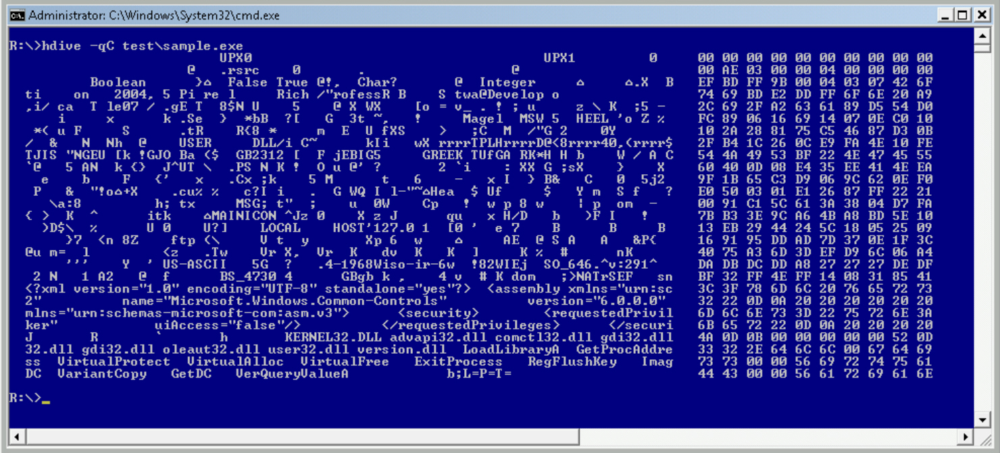 Administrator: C:\Windows\System32\cmd.exe
R:\>hdive -qC test\sample.exe
UPX0 UPX1 0 00 00 00 00 00 00 00 00 00 00
@ .rsrc 0 . @ 00 AE 03 00 00 04 00 00 00 00
Boolean }⌂ False True @!, Char? @ Integer ⌂ ⌂.X B EF BD FF 9B 00 04 03 07 42 6F
ti on 2004, 5 Pi re l Rich /"rofessR B S twa@Develop o 74 69 BD E2 DD FF 6F 6E 20 A9
,i/ ca T le07 / .gE T 8$N U 5 @ X WX [o = v_ . ! ; u z \ K ;5 - 2C 69 2F A2 63 61 89 D5 54 D0
i x k .Se } *bB ?[ G 3t ~, ! Magel MSW 5 HEEL 'o Z % FC 89 06 16 69 14 07 0E C0 10
*( u F S .tR R{8 * m E U fXS > ;C M /"G 2 0Y 10 2A 28 81 75 C5 46 87 D3 0B
/ & N Nh @ USER DLL/i C~ kIi wX rrrrTPLHrrrrD@<8rrrr40,(rrrr$ 2F B4 1C 26 0C E9 FA 4E 10 FE
TJIS "NGEU [k !GJO Ba ($ GB2312 [ F jEBIG5 GREEK TUfGA RK*H H b W / A C 54 4A 49 53 BF 22 4E 47 45 55
`@ 5 AN k {} J^UT \ .PS N K ! O u @' ? 2 `i : XX G ;sX } X 60 40 0D 08 E4 35 EE 41 4E EA
e b F {' x .Cx ;k 5 M t 6 - x I > B& C 0 5j2 9F 1B 65 C3 D9 06 9C 62 0E F0
P & "!o⌂+X .cu% % c?I i . G WQ I l-"~⌂Hea $ Uf $ Y m S f ? E0 50 03 01 E1 26 87 FF 22 21
\a:8 h; tx MSG; t" ; u 0W Cp ! w p 8 w ¦ p om - 00 91 C1 5C 61 3A 38 04 D7 FA
{ > K ^ itk ⌂MAINICON ^Jz 0 X z J qu x H/D b >F I ! 7B B3 3E 9C A6 4B A8 BD 5E 10
>D$\ % U 0 U?] LOCAL HOST'127.0 1 [0 ' e 7 B B B 13 EB 29 44 24 5C 18 05 25 09
}7 <n 8Z ftp <\ V t y Xp 6 w ⌂ AE @ S A A &P{ 16 91 95 DD AD 7D 37 0E 1F 3C
@u m= l <z .Tw Ur X, Ur K dv K K ] K % # nK 40 75 A3 6D 3D EF D9 6C 06 A4
''' Y ' US-ASCII 5G ? .4-1968Wiso-ir-6w !82WIEj SO_646.^v:291^ DA DB DC DD A8 27 27 27 DE DF
2 N 1 A2 @ f BS_4730 4 GBgb k , 4 v # K dom ;>NATrSEF sn BF 32 FF 4E FF 14 08 31 85 41
<?xml version="1.0" encoding="UTF-8" standalone="yes"?> <assembly xmlns="urn:sc 3C 3F 78 6D 6C 20 76 65 72 73
2" name="Microsoft.Windows.Common-Controls" version="6.0.0.0" 32 22 0D 0A 20 20 20 20 20 20
mlns="urn:schemas-microsoft-com:asm.v3"> <security> <requestedPrivil 6D 6C 6E 73 3D 22 75 72 6E 3A
ker" uiAccess="false"/> </requestedPrivileges> </securi 6B 65 72 22 0D 0A 20 20 20 20
J R ` h KERNEL32.DLL advapi32.dll comctl32.dll gdi32.dll 4A 0D 0B 00 00 00 00 00 52 0D
32.dll gdi32.dll oleaut32.dll user32.dll version.dll LoadLibraryA GetProcAddre 33 32 2E 64 6C 6C 00 67 64 69
ss VirtualProtect VirtualAlloc VirtualFree ExitProcess RegFlushKey Imag 73 73 00 00 56 69 72 74 75 61
DC VariantCopy GetDC VerQueryValueA b;L=P=T= 44 43 00 00 56 61 72 69 61 6E
R:\>